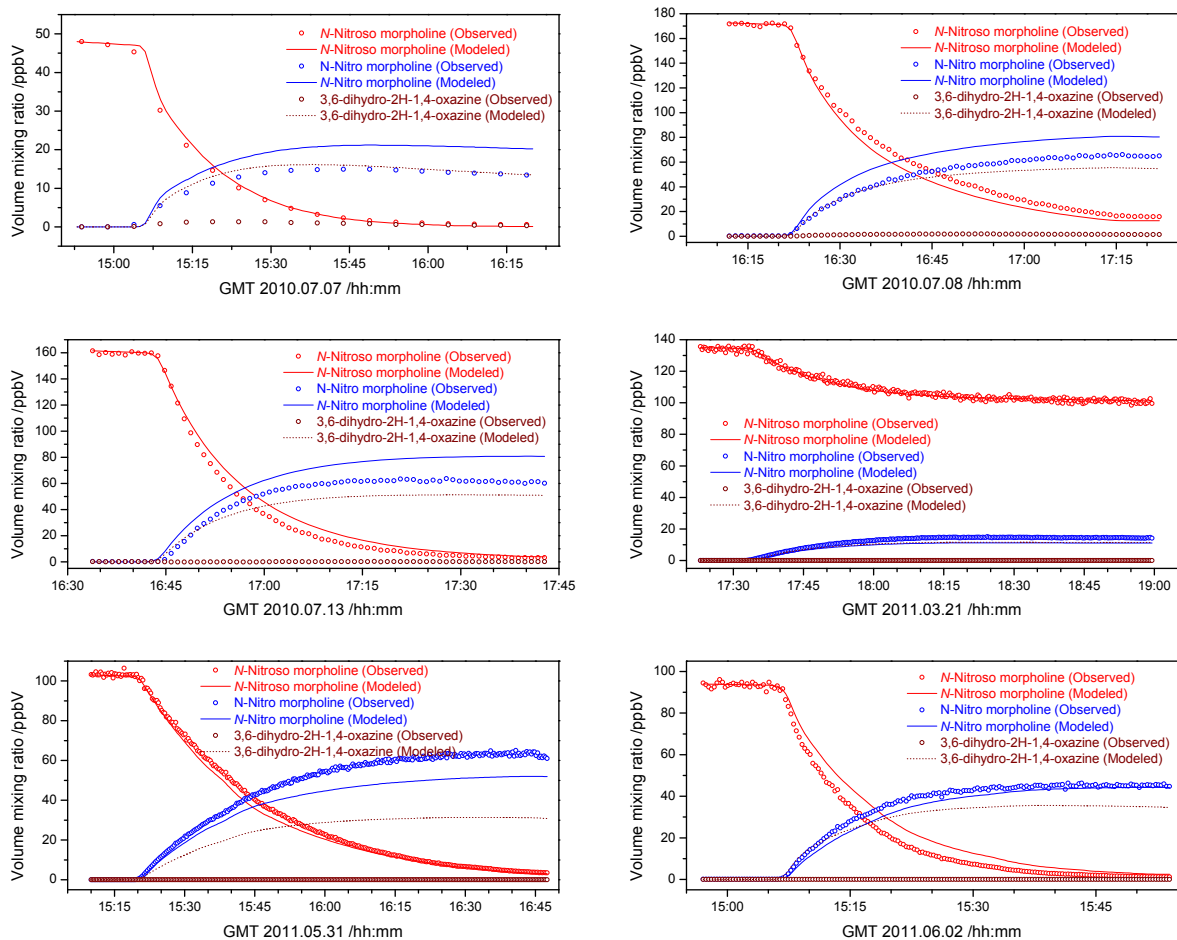 50
40
30
20
10
0
Volume mixing ratio /ppbV
N-Nitroso morpholine (Observed)
N-Nitroso morpholine (Modeled)
N-Nitro morpholine (Observed)
N-Nitro morpholine (Modeled)
3,6-dihydro-2H-1,4-oxazine (Observed)
3,6-dihydro-2H-1,4-oxazine (Modeled)
15:00 15:15 15:30 15:45 16:00 16:15
GMT 2010.07.07 /hh:mm
180
160
140
120
100
80
60
40
20
0
Volume mixing ratio /ppbV
N-Nitroso morpholine (Observed)
N-Nitroso morpholine (Modeled)
N-Nitro morpholine (Observed)
N-Nitro morpholine (Modeled)
3,6-dihydro-2H-1,4-oxazine (Observed)
3,6-dihydro-2H-1,4-oxazine (Modeled)
16:15 16:30 16:45 17:00 17:15
GMT 2010.07.08 /hh:mm
160
140
120
100
80
60
40
20
0
Volume mixing ratio /ppbV
N-Nitroso morpholine (Observed)
N-Nitroso morpholine (Modeled)
N-Nitro morpholine (Observed)
N-Nitro morpholine (Modeled)
3,6-dihydro-2H-1,4-oxazine (Observed)
3,6-dihydro-2H-1,4-oxazine (Modeled)
16:30 16:45 17:00 17:15 17:30 17:45
GMT 2010.07.13 /hh:mm
140
120
100
80
60
40
20
0
Volume mixing ratio /ppbV
N-Nitroso morpholine (Observed)
N-Nitroso morpholine (Modeled)
N-Nitro morpholine (Observed)
N-Nitro morpholine (Modeled)
3,6-dihydro-2H-1,4-oxazine (Observed)
3,6-dihydro-2H-1,4-oxazine (Modeled)
17:30 17:45 18:00 18:15 18:30 18:45 19:00
GMT 2011.03.21 /hh:mm
100
80
60
40
20
0
Volume mixing ratio /ppbV
N-Nitroso morpholine (Observed)
N-Nitroso morpholine (Modeled)
N-Nitro morpholine (Observed)
N-Nitro morpholine (Modeled)
3,6-dihydro-2H-1,4-oxazine (Observed)
3,6-dihydro-2H-1,4-oxazine (Modeled)
15:15 15:30 15:45 16:00 16:15 16:30 16:45
GMT 2011.05.31 /hh:mm
100
80
60
40
20
0
Volume mixing ratio /ppbV
N-Nitroso morpholine (Observed)
N-Nitroso morpholine (Modeled)
N-Nitro morpholine (Observed)
N-Nitro morpholine (Modeled)
3,6-dihydro-2H-1,4-oxazine (Observed)
3,6-dihydro-2H-1,4-oxazine (Modeled)
15:00 15:15 15:30 15:45
GMT 2011.06.02 /hh:mm